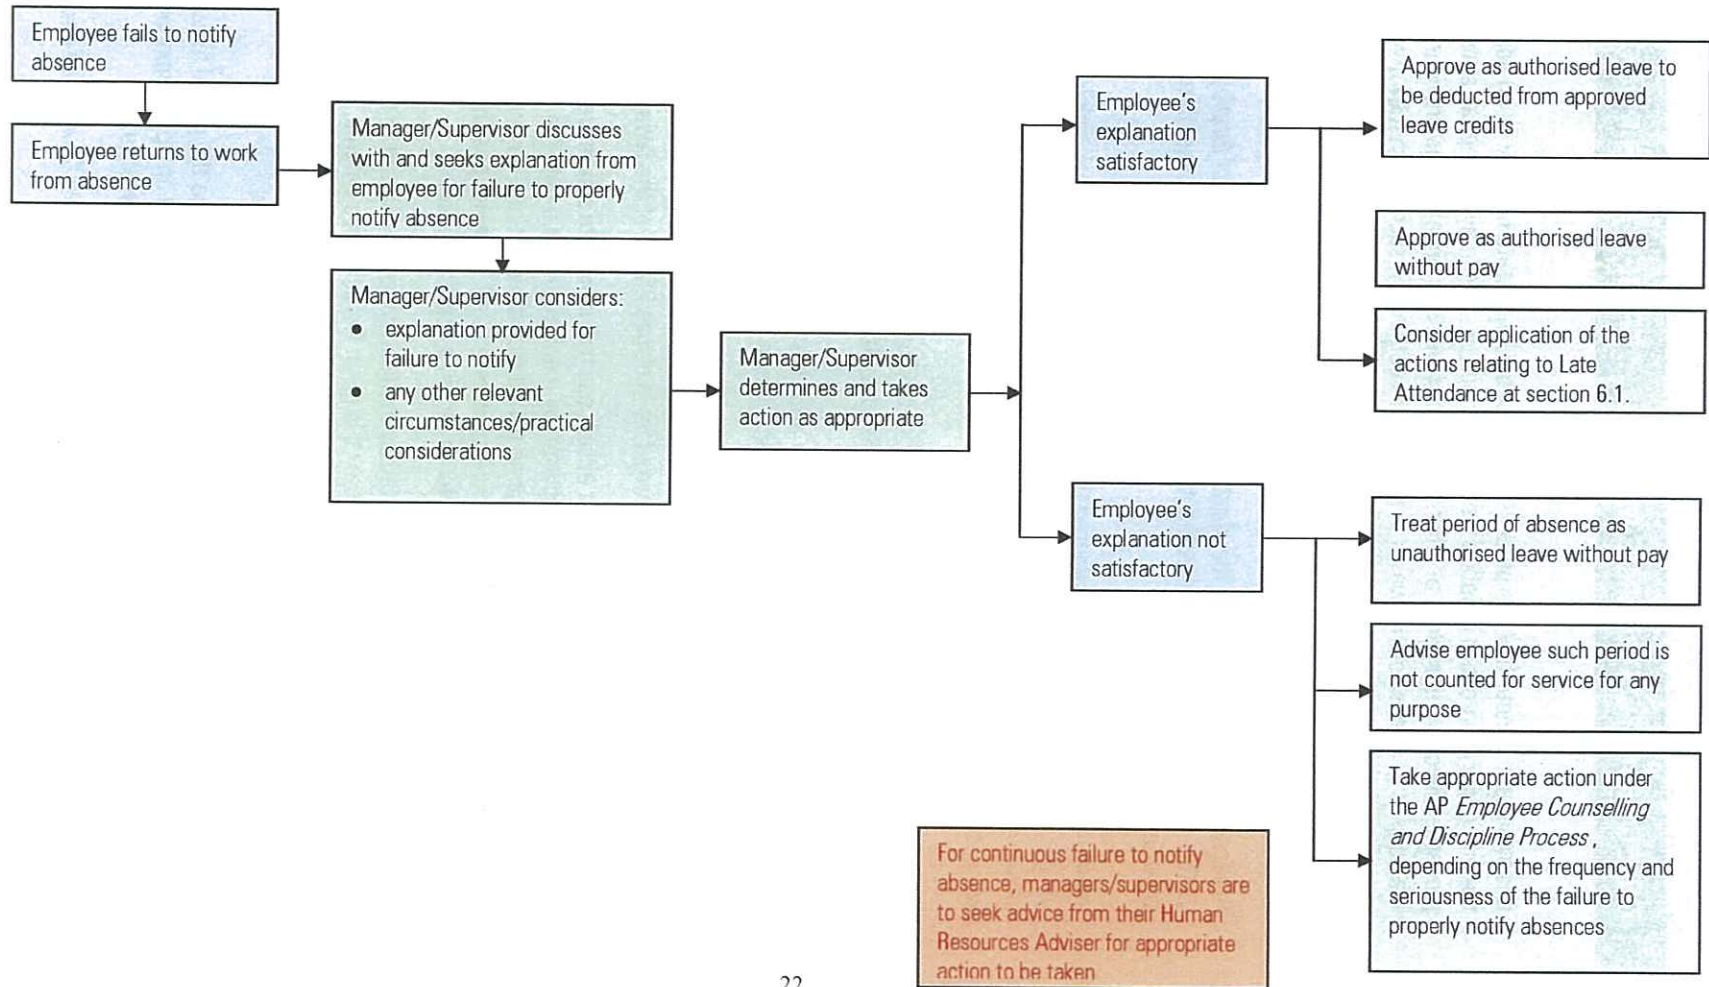 Employee fails to notify
absence
Employee returns to work
from absence
Manager/Supervisor discusses
with and seeks explanation from
employee for failure to properly
notify absence
Manager/Supervisor considers:
• explanation provided for
failure to notify
• any other relevant
circumstances/practical
considerations
Manager/Supervisor
determines and takes
action as appropriate
Employee's
explanation
satisfactory
Approve as authorised leave to
be deducted from approved
leave credits
Approve as authorised leave
without pay
Consider application of the
actions relating to Late
Attendance at section 6.1.
Employee's
explanation not
satisfactory
Treat period of absence as
unauthorised leave without pay
Advise employee such period is
not counted for service for any
purpose
Take appropriate action under
the AP Employee Counselling
and Discipline Process ,
depending on the frequency and
seriousness of the failure to
properly notify absences
For continuous failure to notify
absence, managers/supervisors are
to seek advice from their Human
Resources Adviser for appropriate
action to be taken
22